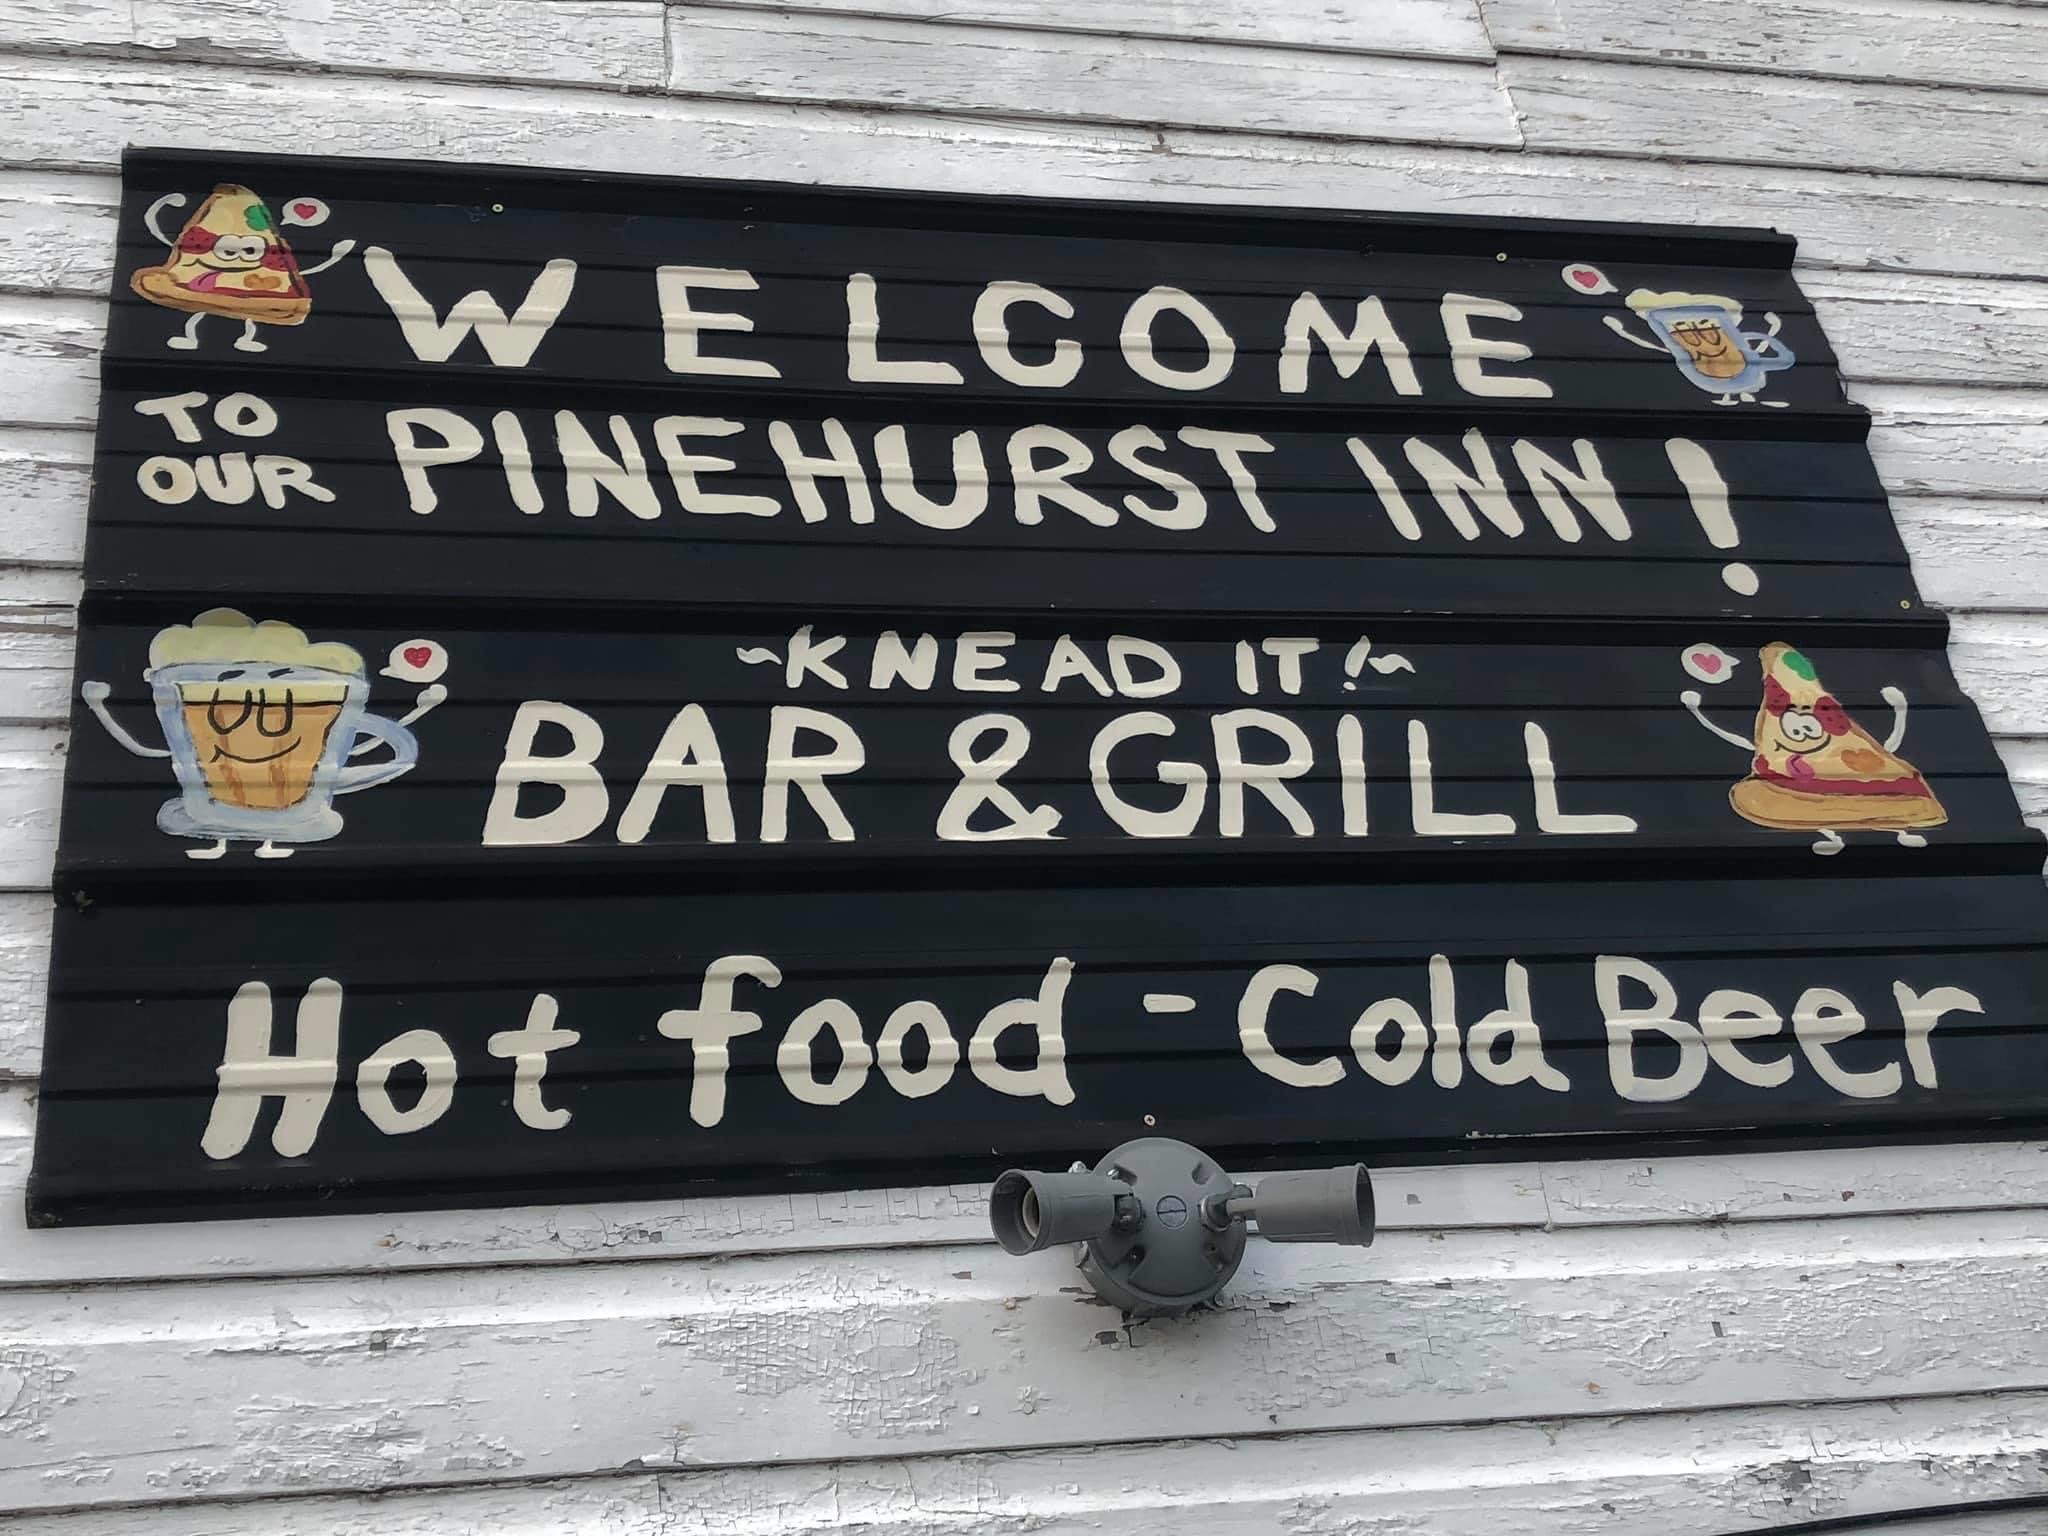 WELCOME
TO OUR PINEHURST INN!
~KNEAD IT!~
BAR & GRILL
Hot food - Cold Beer